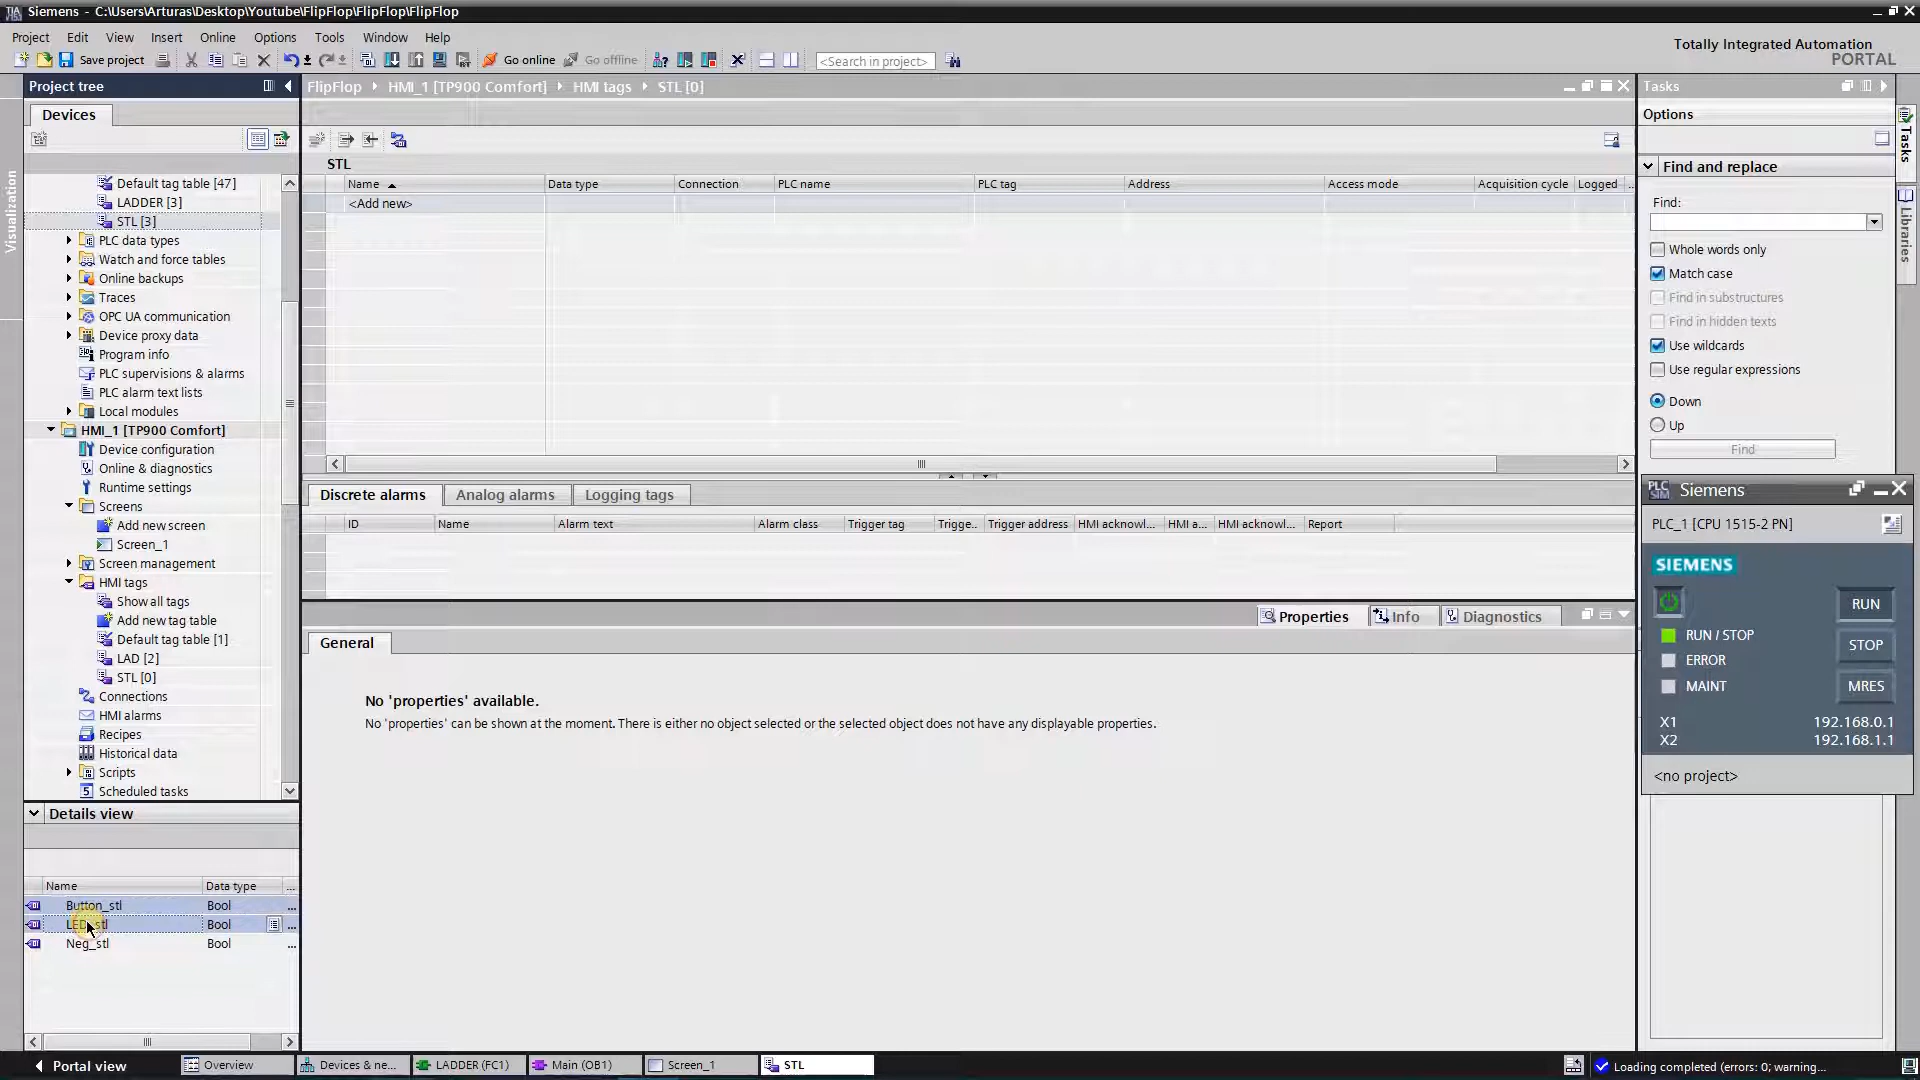 Siemens - C:\Users\Arturas\Desktop\Youtube\FlipFlop\FlipFlop\FlipFlop
Project Edit View Insert Online Options Tools Window Help
Totally Integrated Automation
PORTAL
Save project
Go online
Go offline
<Search in project>
Project tree
FlipFlop HMI_1 [TP900 Comfort] HMI tags STL [0]
Tasks
Devices
Options
Visualization
Tasks
Libraries
STL
Find and replace
Default tag table [47]
LADDER [3]
STL [3]
PLC data types
Watch and force tables
Online backups
Traces
OPC UA communication
Device proxy data
Program info
PLC supervisions & alarms
PLC alarm text lists
Local modules
HMI_1 [TP900 Comfort]
Device configuration
Online & diagnostics
Runtime settings
Screens
Add new screen
Screen_1
Screen management
HMI tags
Show all tags
Add new tag table
Default tag table [1]
LAD [2]
STL [0]
Connections
HMI alarms
Recipes
Historical data
Scripts
Scheduled tasks
Name Data type Connection PLC name PLC tag Address Access mode Acquisition cycle Logged ...
<Add new>
Find:
Whole words only
Match case
Find in substructures
Find in hidden texts
Use wildcards
Use regular expressions
Down
Up
Find
Discrete alarms Analog alarms Logging tags
ID Name Alarm text Alarm class Trigger tag Trigge.. Trigger address HMI acknowl... HMI a... HMI acknowl... Report
PLC SIM Siemens
PLC_1 [CPU 1515-2 PN]
SIEMENS
RUN
RUN / STOP
STOP
ERROR
MAINT
MRES
X1 192.168.0.1
X2 192.168.1.1
<no project>
Properties Info Diagnostics
General
No 'properties' available.
No 'properties' can be shown at the moment. There is either no object selected or the selected object does not have any displayable properties.
Details view
Name Data type ...
Button_stl Bool ...
LED_stl Bool ...
Neg_stl Bool ...
Portal view
Overview
Devices & ne...
LADDER (FC1)
Main (OB1)
Screen_1
STL
Loading completed (errors: 0; warning...